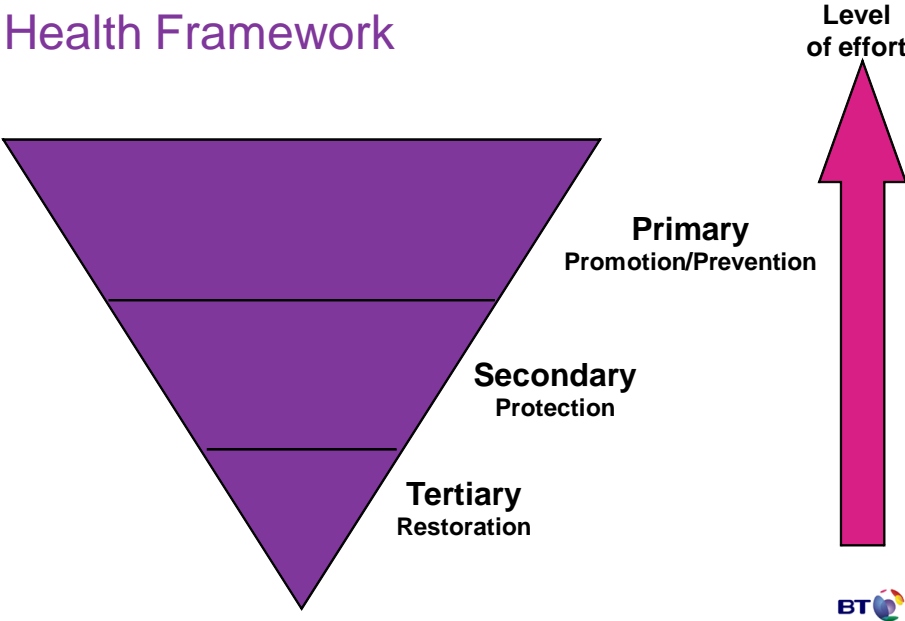 Health Framework
Level
of effort
Primary
Promotion/Prevention
Secondary
Protection
Tertiary
Restoration
BT